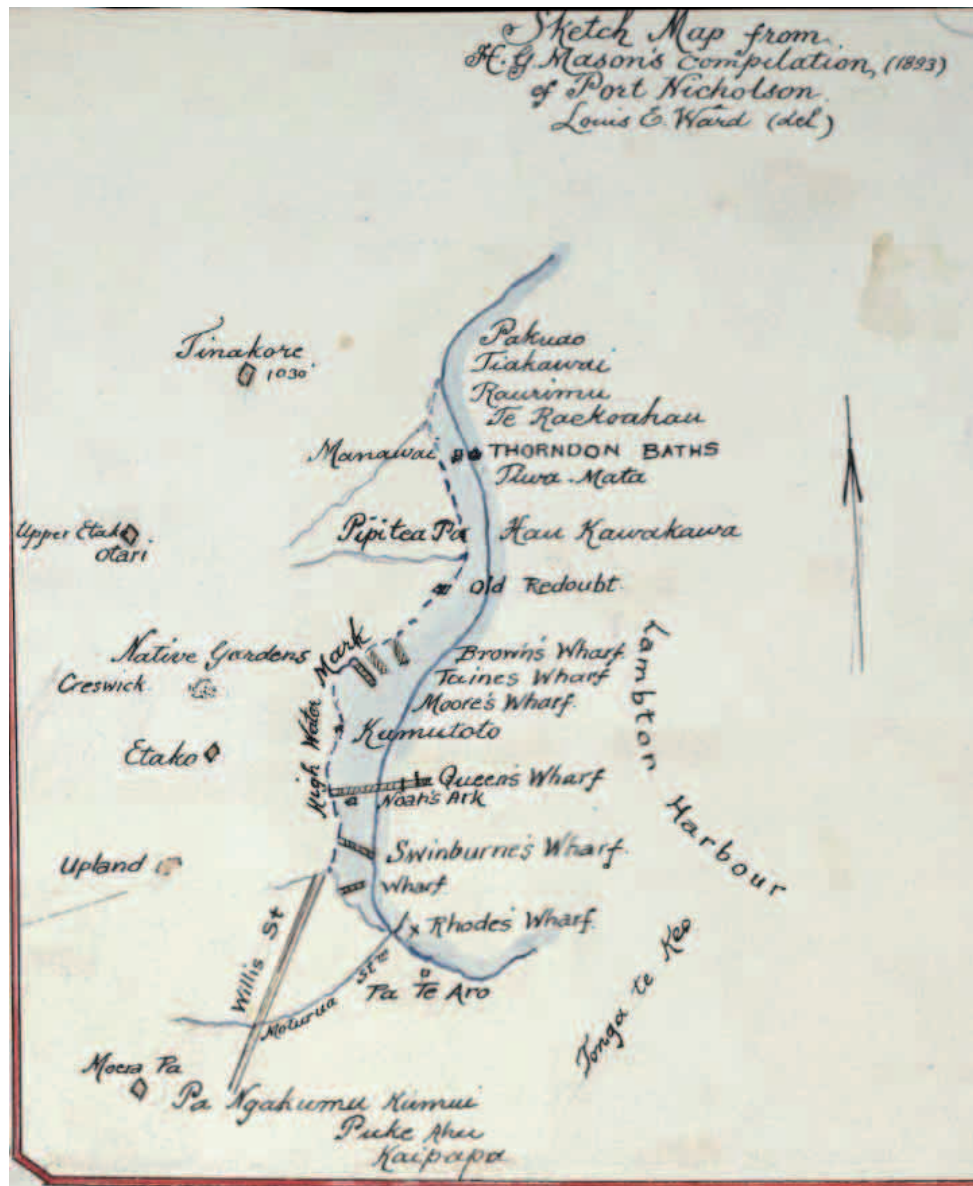 Sketch Map from
H. G. Mason's compilation, (1893)
of Port Nicholson.
Louis E. Ward (del)
Tinakore
1030
Pakuao
Tiakawai
Raurimu
Te Raekoahau
Manawai
THORNDON BATHS
Tiwa-Mata
Upper Etako
Otari
Pipitea Pa
Hau Kawakawa
Old Redoubt.
Native Gardens
Creswick
High Water Mark
Brown's Wharf.
Taines Wharf
Moore's Wharf.
Lambton
Harbour
Kumutoto
Etako
Queen's Wharf
Noah's Ark
Upland
Swinburne's Wharf.
Wharf
Willis St
Rhodes' Wharf.
Moturua Stm
Pa Te Aro
Tonga te Keo
Moera Pa
Pa Ngakumu Kumui
Puke Ahu
Kaipapa